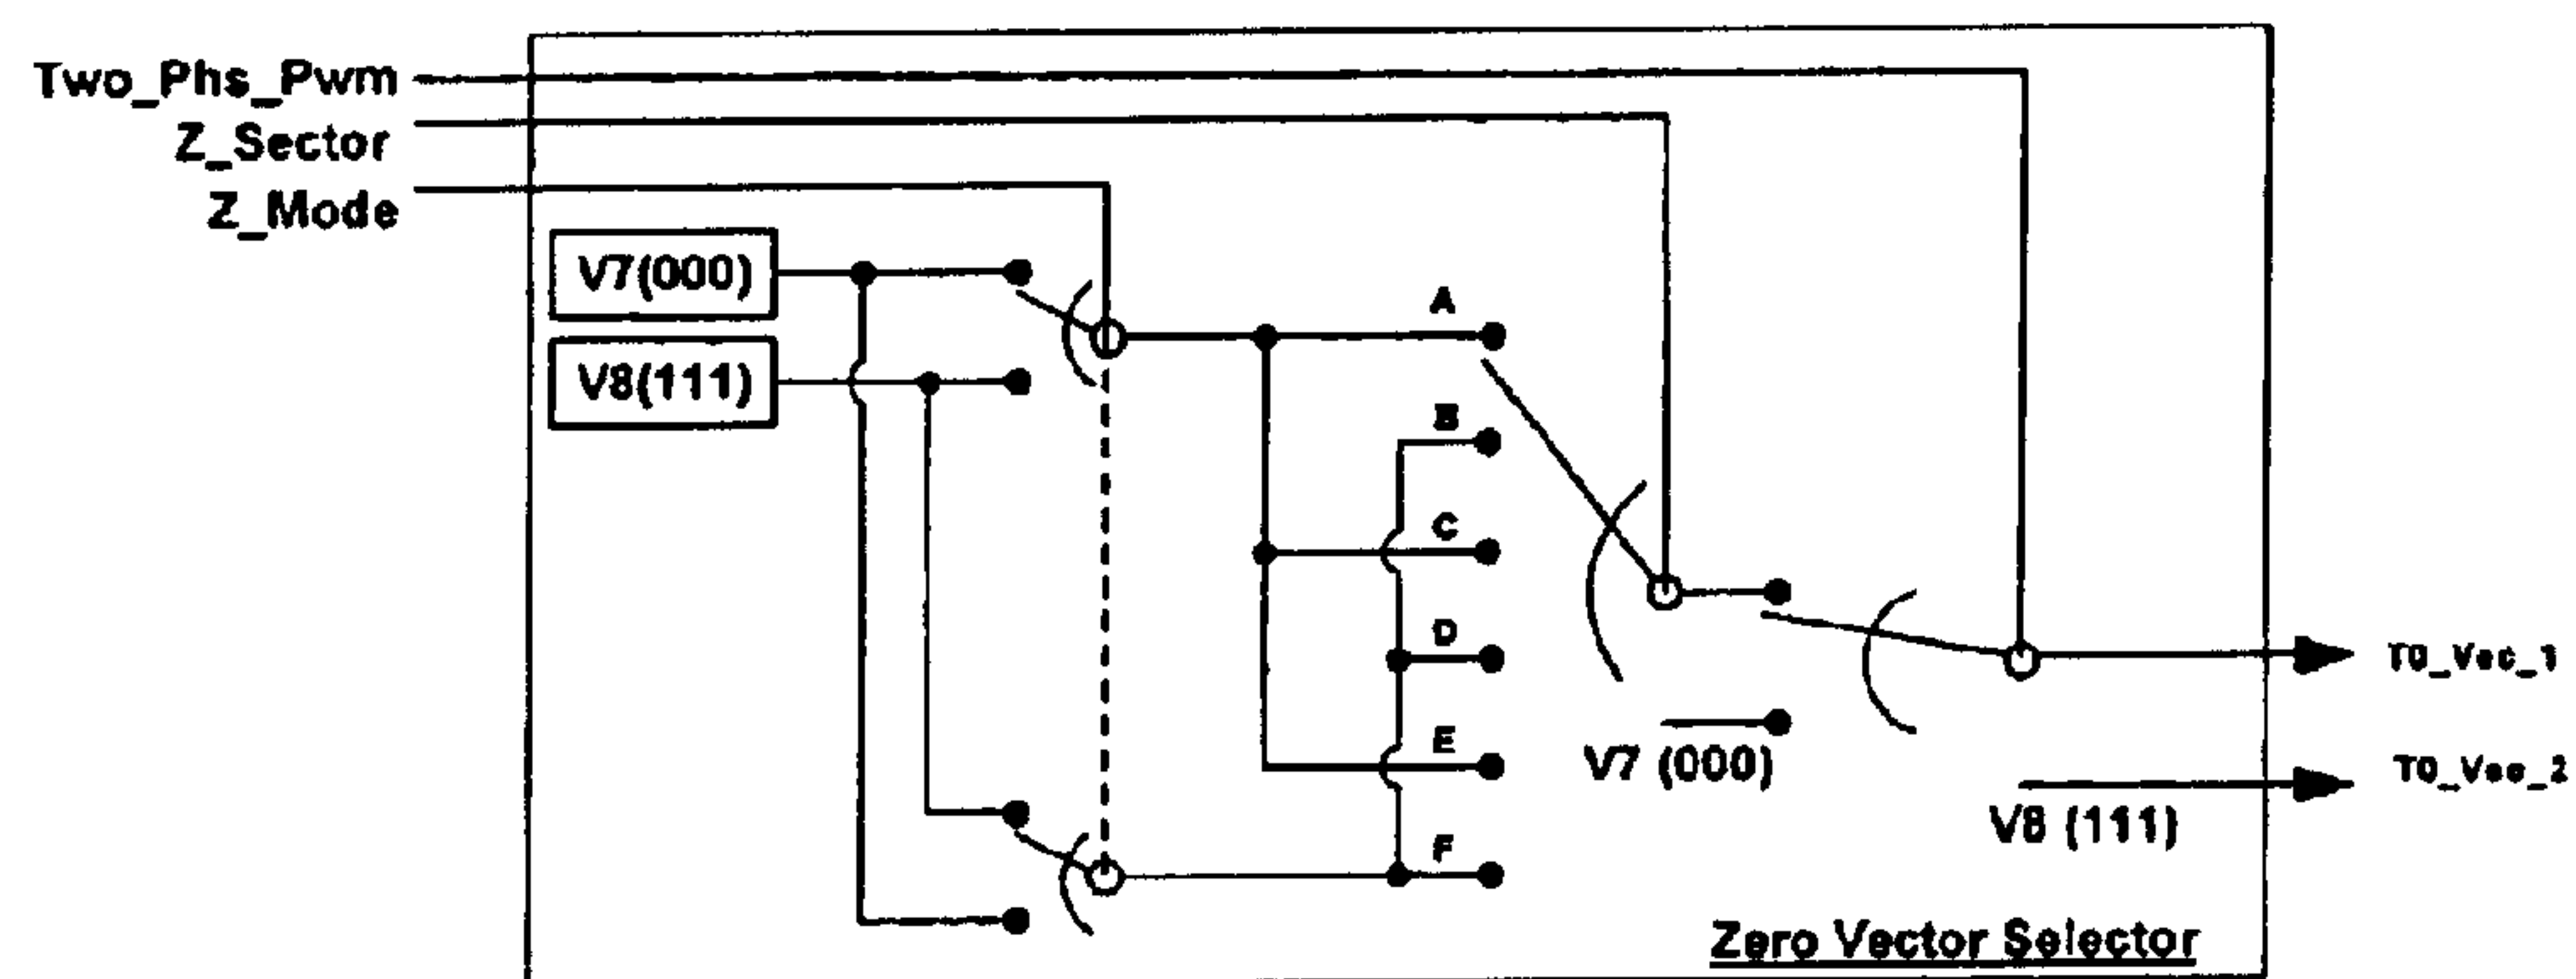 Two_Phs_Pwm
Z_Sector
Z_Mode
V7(000)
V8(111)
A
B
C
D
E
F
V7 (000)
T0_Vec_1
T0_Vec_2
V8 (111)
Zero Vector Selector